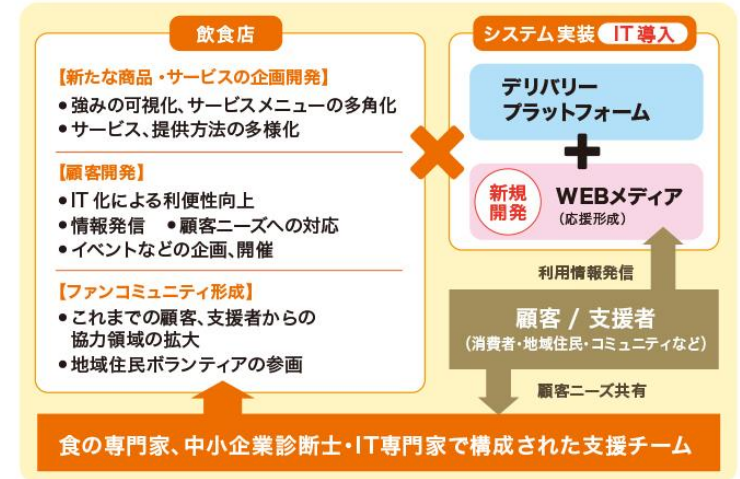 飲食店
【新たな商品・サービスの企画開発】
●強みの可視化、サービスメニューの多角化
●サービス、提供方法の多様化
【顧客開発】
●IT化による利便性向上
●情報発信 ●顧客ニーズへの対応
●イベントなどの企画、開催
【ファンコミュニティ形成】
●これまでの顧客、支援者からの
協力領域の拡大
●地域住民ボランティアの参画
システム実装 IT導入
デリバリー
プラットフォーム
新規
開発
WEBメディア
(応援形成)
利用情報発信
顧客 / 支援者
(消費者・地域住民・コミュニティなど)
顧客ニーズ共有
食の専門家、中小企業診断士・IT専門家で構成された支援チーム